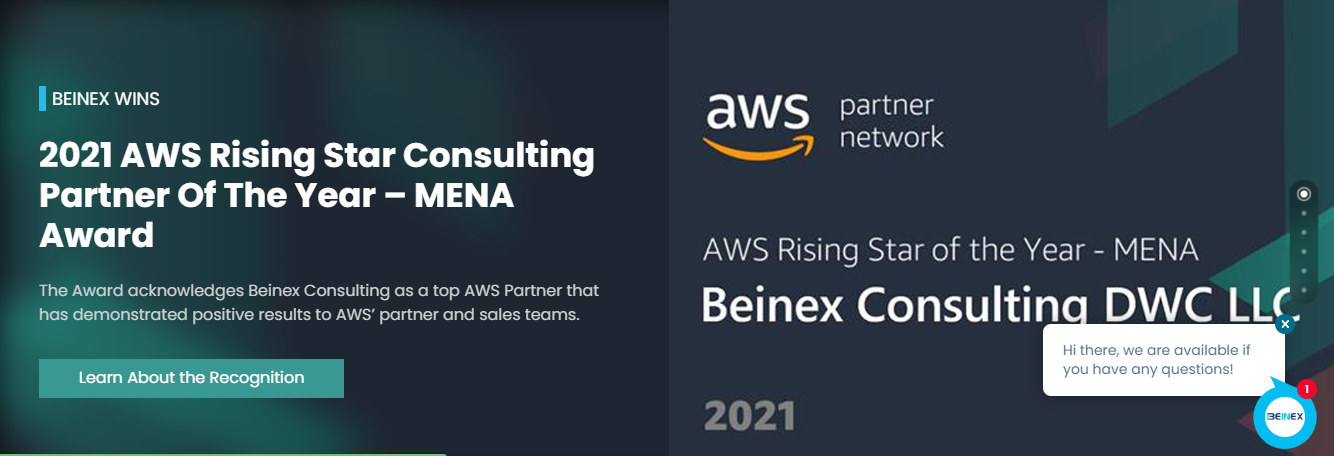 BEINEX WINS
2021 AWS Rising Star Consulting
Partner Of The Year – MENA
Award
The Award acknowledges Beinex Consulting as a top AWS Partner that
has demonstrated positive results to AWS’ partner and sales teams.
Learn About the Recognition
aws
partner
network
AWS Rising Star of the Year - MENA
Beinex Consulting DWC LLC
2021
Hi there, we are available if
you have any questions!
1
BEINEX